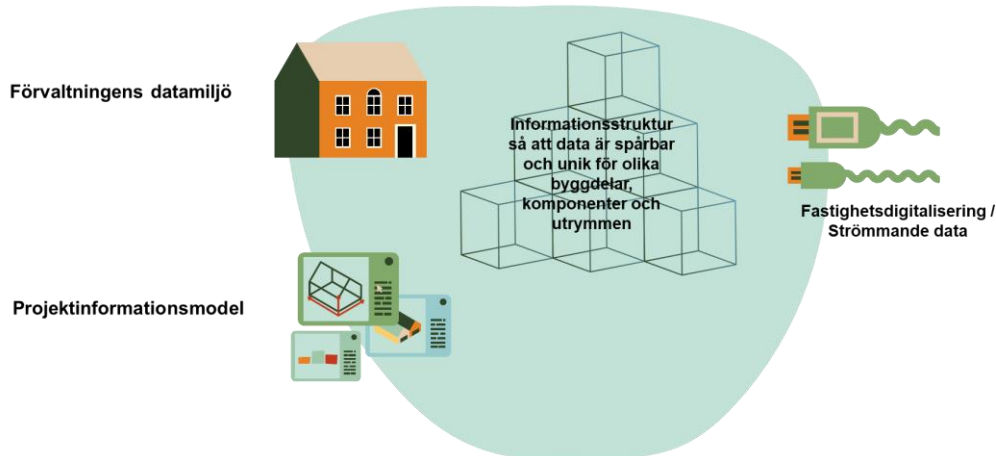 Förvaltningens datamiljö
Informationsstruktur
så att data är spårbar
och unik för olika
byggdelar,
komponenter och
utrymmen
Fastighetsdigitalisering /
Strömmande data
Projektinformationsmodel